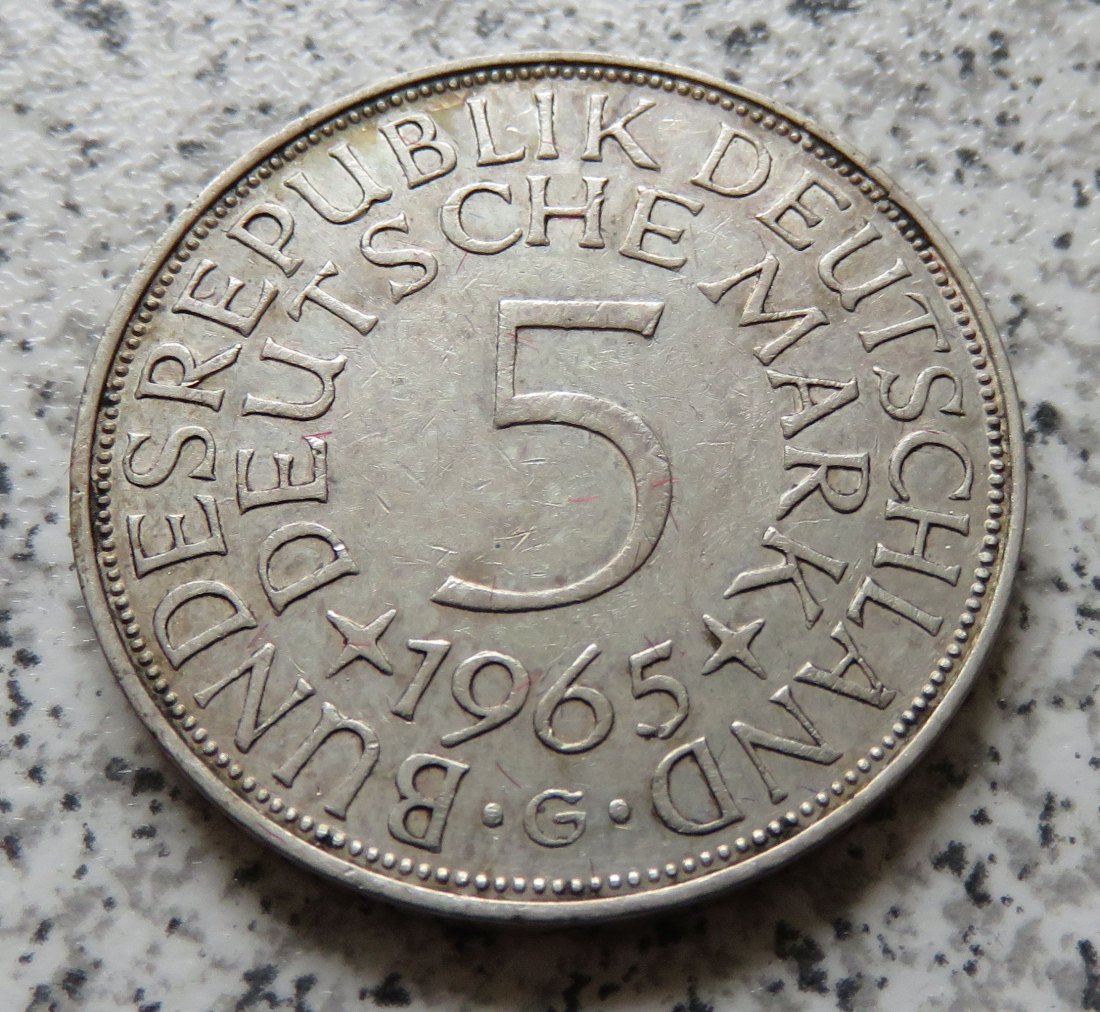 BUNDESREPUBLIK DEUTSCHLAND
DEUTSCHE MARK
5
1965
· G ·